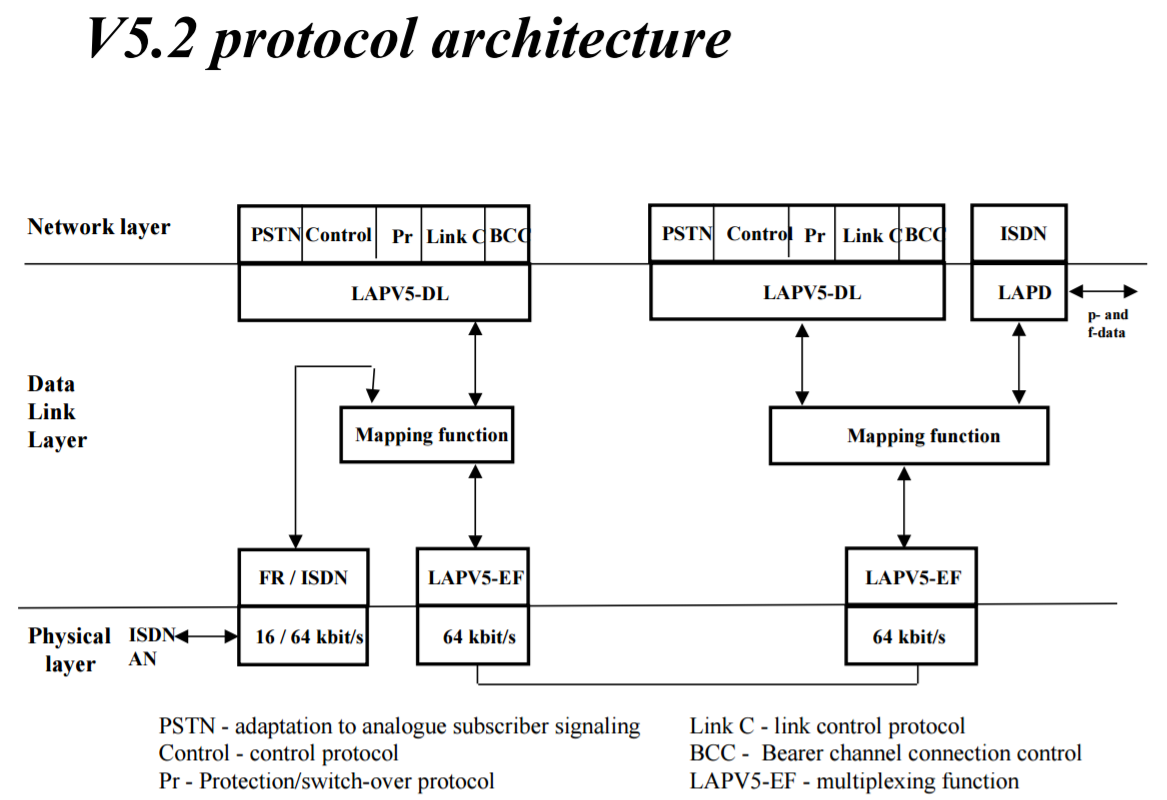 V5.2 protocol architecture
Network layer
PSTN Control Pr Link C BCC
PSTN Control Pr Link C BCC
ISDN
LAPV5-DL
LAPV5-DL
LAPD
p- and
f-data
Data
Link
Layer
Mapping function
Mapping function
FR / ISDN
LAPV5-EF
LAPV5-EF
Physical
layer
ISDN
AN
16 / 64 kbit/s
64 kbit/s
64 kbit/s
PSTN - adaptation to analogue subscriber signaling
Control - control protocol
Pr - Protection/switch-over protocol
Link C - link control protocol
BCC -  Bearer channel connection control
LAPV5-EF - multiplexing function